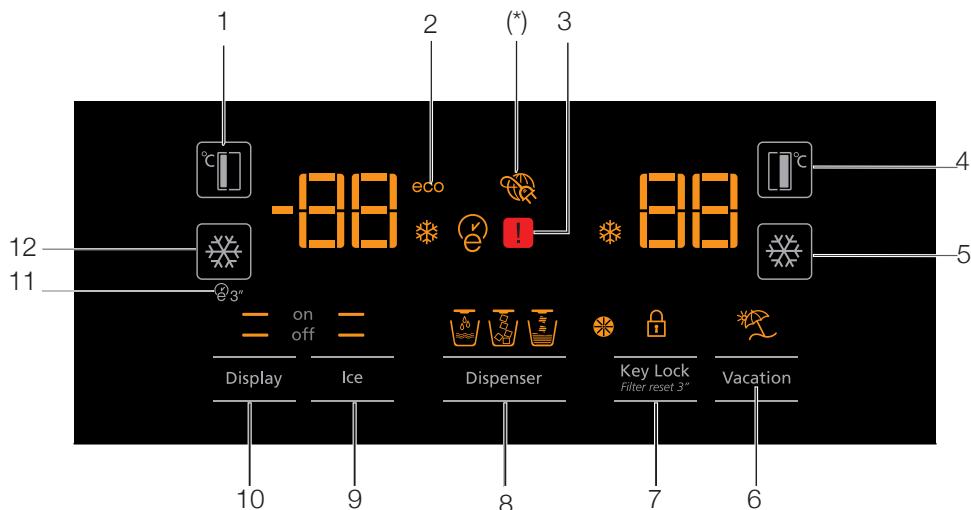 1 2 (*) 3
°C -88 eco 88 °C 4
12 e ! 5
11 e 3"
on
off
Display Ice Dispenser Key Lock Vacation
Filter reset 3"
10 9 8 7 6